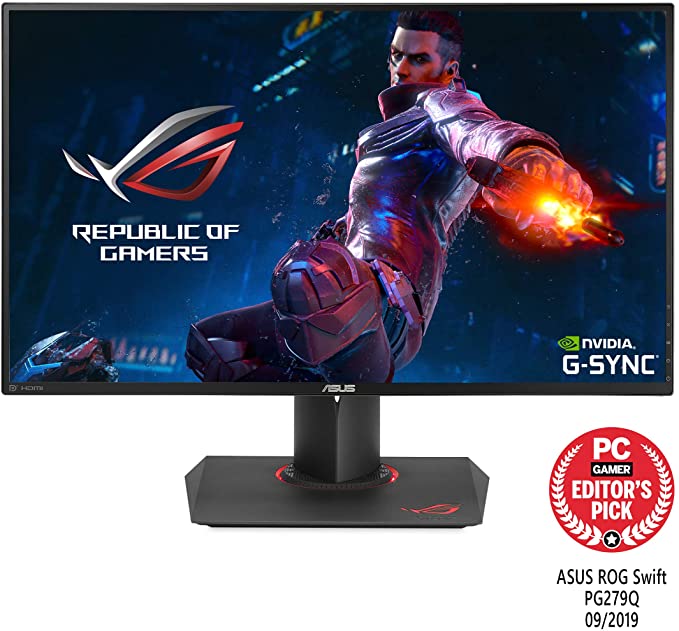 REPUBLIC OF
GAMERS
NVIDIA.
G-SYNC
HDMI
ASUS
PC
GAMER
EDITOR'S
PICK
ASUS ROG Swift
PG279Q
09/2019